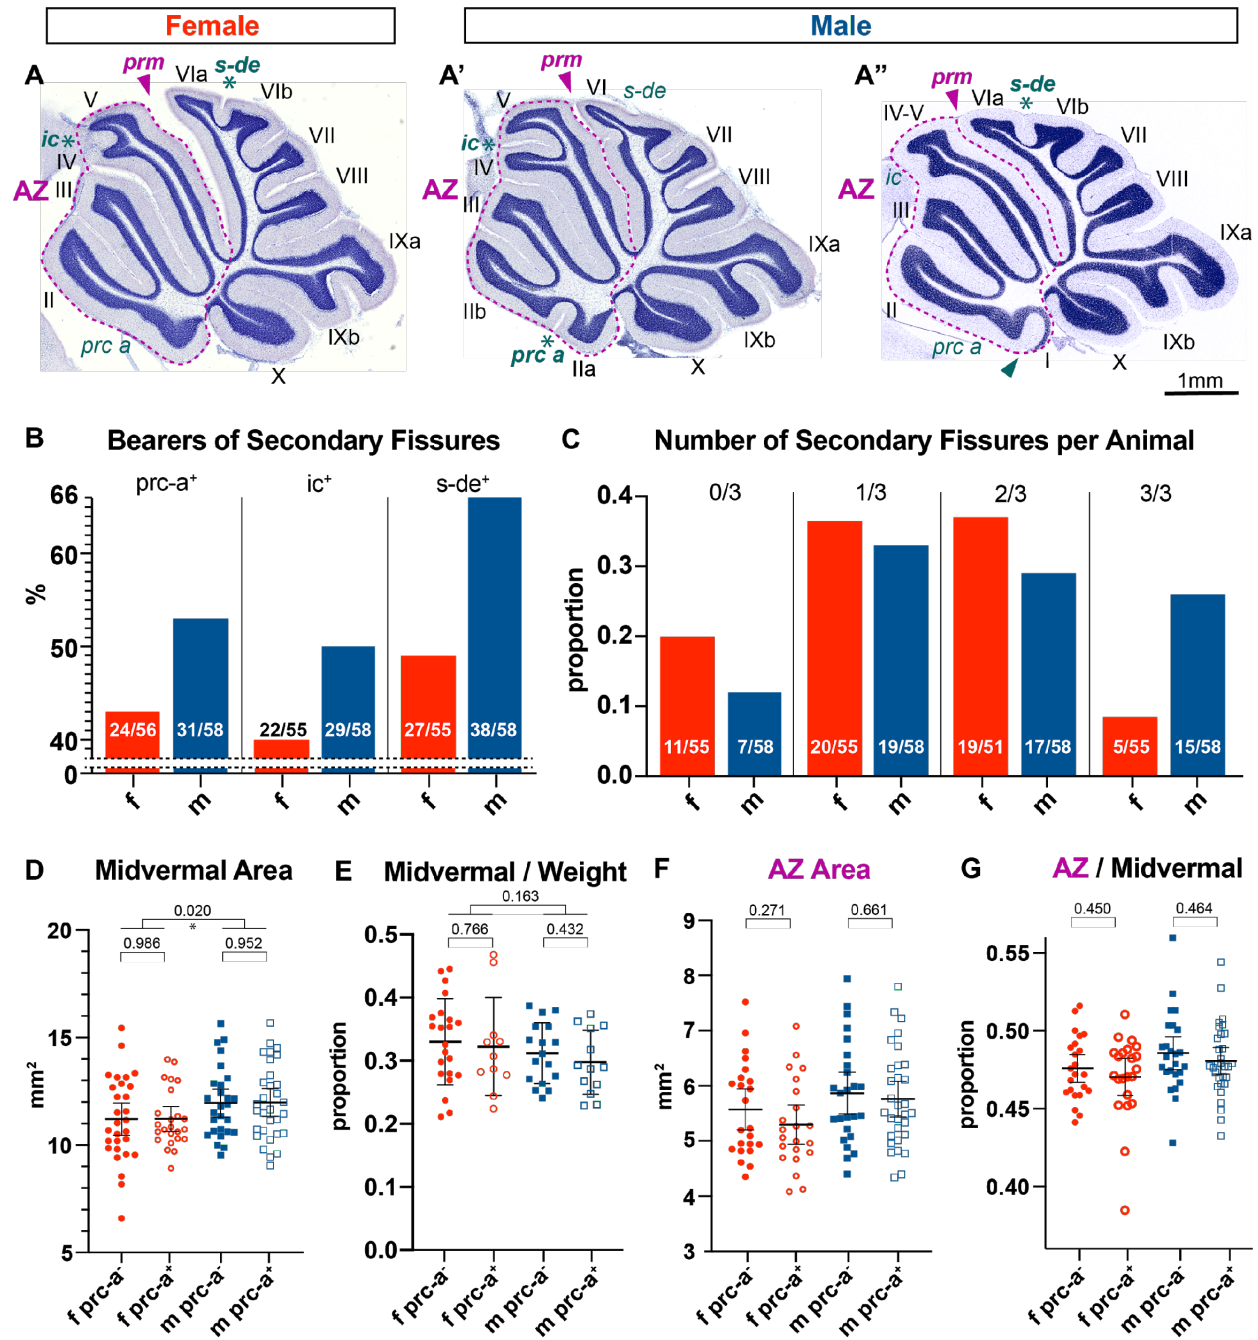 Female
Male
A
prm
VIa
s-de
*
VIb
V
VII
ic*
IV
VIII
AZ
III
IXa
II
IXb
prc a
X
A'
prm
VI
s-de
V
VII
ic*
IV
VIII
AZ
III
IXa
IIb
IXb
prc a
*
IIa
X
A"
prm
s-de
VIa
*
VIb
IV-V
VII
ic
AZ
VIII
III
IXa
II
IXb
prc a
I
X
1mm
B
Bearers of Secondary Fissures
prc-a+
ic+
s-de+
66
60
50
40
0
%
24/56
31/58
22/55
29/58
27/55
38/58
f
m
f
m
f
m
C
Number of Secondary Fissures per Animal
0/3
1/3
2/3
3/3
0.4
0.3
0.2
0.1
0.0
proportion
11/55
7/58
20/55
19/58
19/51
17/58
5/55
15/58
f
m
f
m
f
m
f
m
D
Midvermal Area
0.020
*
0.986
0.952
20
15
10
5
mm²
f prc-a-
f prc-a+
m prc-a-
m prc-a+
E
Midvermal / Weight
0.163
0.766
0.432
0.5
0.4
0.3
0.2
0.1
0.0
proportion
f prc-a-
f prc-a+
m prc-a-
m prc-a+
F
AZ Area
0.271
0.661
9
8
7
6
5
4
3
mm²
f prc-a-
f prc-a+
m prc-a-
m prc-a+
G
AZ / Midvermal
0.450
0.464
0.55
0.50
0.45
0.40
proportion
f prc-a-
f prc-a+
m prc-a-
m prc-a+